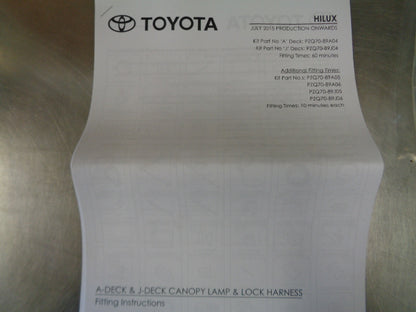 TOYOTA
HILUX
JULY 2015 PRODUCTION ONWARDS
Kit Part No 'A' Deck: PZQ70-89A04
Kit Part No 'J' Deck: PZQ70-89J04
Fitting Times: 60 minutes
Additional Fitting Times:
Kit Part No.s: PZQ70-89A05
PZQ70-89A06
PZQ70-89J05
PZQ70-89J06
Fitting Times: 10 minutes each
A-DECK & J-DECK CANOPY LAMP & LOCK HARNESS
Fitting Instructions